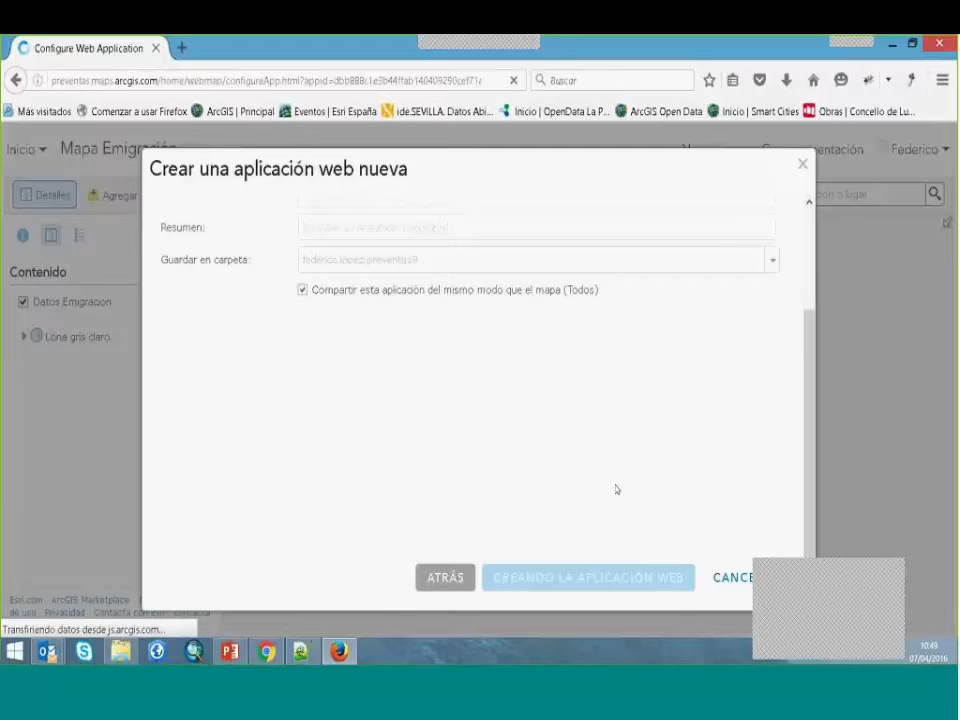 Configure Web Application
preventas.maps.arcgis.com/home/webmap/configureApp.html?appid=dbb888c1e3b44ffab140409290cef71c
Buscar
Más visitados Comenzar a usar Firefox ArcGIS | Principal Eventos | Esri España ide.SEVILLA. Datos Abi... Inicio | OpenData La P... ArcGIS Open Data Inicio | Smart Cities Obras | Concello de Lu...
Inicio Mapa Emigración Federico
Crear una aplicación web nueva
Detalles Agregar
Resumen:
Contenido
Guardar en carpeta:
Datos Emigracion
Compartir esta aplicación del mismo modo que el mapa (Todos)
Lona gris claro
ATRÁS CREANDO LA APLICACIÓN WEB CANCE
Esri.com ArcGIS Marketplace
de uso Privacidad
Transfiriendo datos desde js.arcgis.com...
10:49
07/04/2016